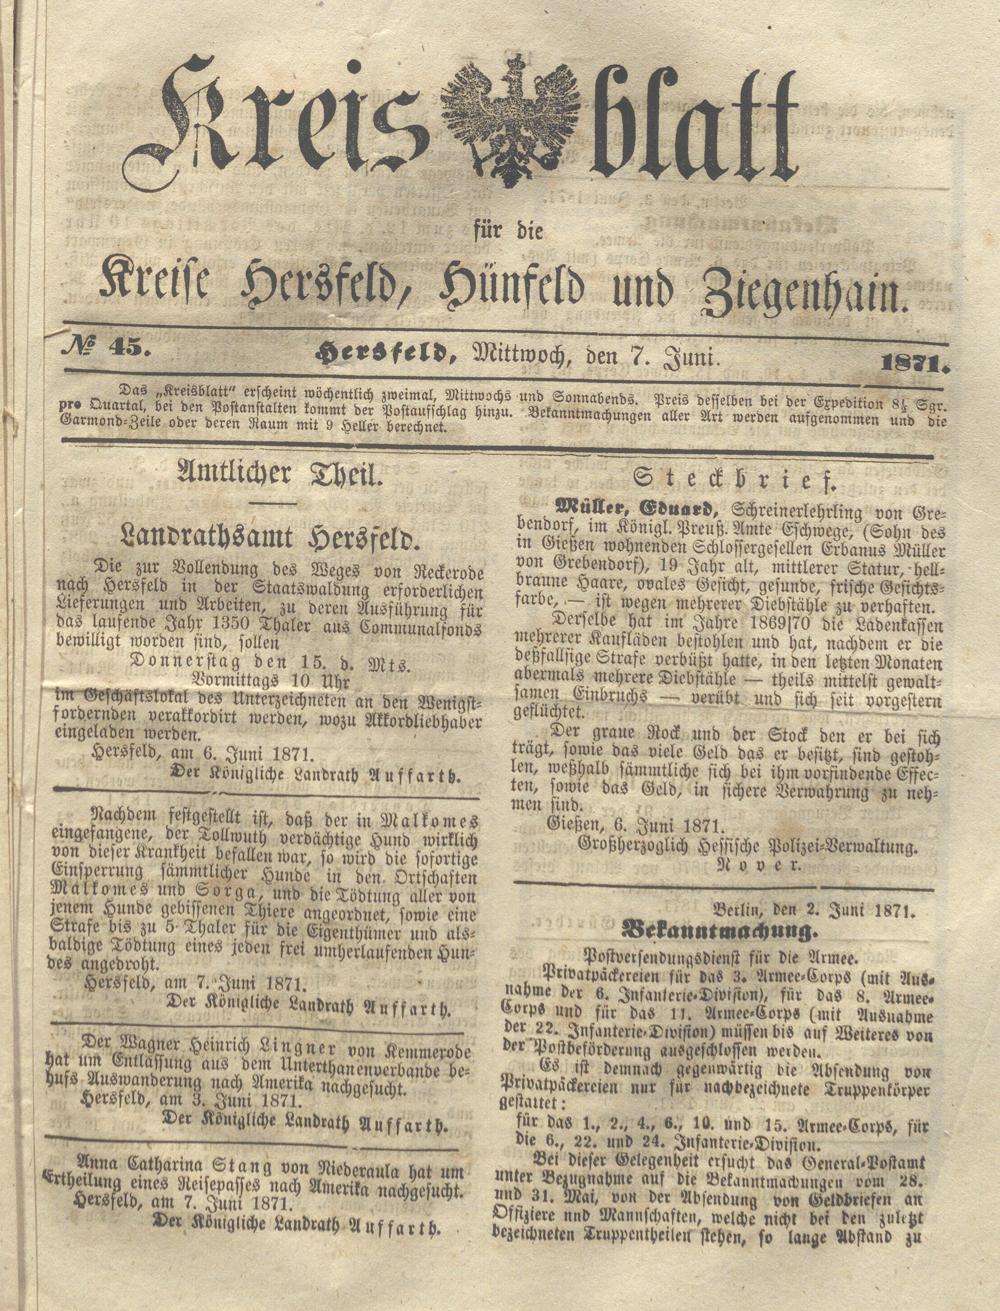 Kreisblatt
für die
Kreise Hersfeld, Hünfeld und Ziegenhain.
№ 45. Hersfeld, Mittwoch, den 7. Juni. 1871.
Das „Kreisblatt" erscheint wöchentlich zweimal, Mittwochs und Sonnabends. Preis desselben bei der Expedition 8½ Sgr.
pro Quartal, bei den Postanstalten kommt der Postaufschlag hinzu. Bekanntmachungen aller Art werden aufgenommen und die
Garmond-Zeile oder deren Raum mit 9 Heller berechnet.
Amtlicher Theil.
Landrathsamt Hersfeld.
Die zur Vollendung des Weges von Reckerode
nach Hersfeld in der Staatswaldung erforderlichen
Lieferungen und Arbeiten, zu deren Ausführung für
das laufende Jahr 1350 Thaler aus Communalfonds
bewilligt worden sind, sollen
Donnerstag den 15. d. Mts.
Vormittags 10 Uhr
im Geschäftslokal des Unterzeichneten an den Wenigst-
fordernden verakkordirt werden, wozu Akkordliebhaber
eingeladen werden.
Hersfeld, am 6. Juni 1871.
Der Königliche Landrath Auffarth.
Nachdem festgestellt ist, daß der in Malkomes
eingefangene, der Tollwuth verdächtige Hund wirklich
von dieser Krankheit befallen war, so wird die sofortige
Einsperrung sämmtlicher Hunde in den Ortschaften
Malkomes und Sorga, und die Tödtung aller von
jenem Hunde gebissenen Thiere angeordnet, sowie eine
Strafe bis zu 5 Thaler für die Eigenthümer und als-
baldige Tödtung eines jeden frei umherlaufenden Hun-
des angedroht.
Hersfeld, am 7. Juni 1871.
Der Königliche Landrath Auffarth.
Der Wagner Heinrich Lingner von Kemmerode
hat um Entlassung aus dem Unterthanenverbande be-
hufs Auswanderung nach Amerika nachgesucht.
Hersfeld, am 3. Juni 1871.
Der Königliche Landrath Auffarth.
Anna Catharina Stang von Niederaula hat um
Ertheilung eines Reisepasses nach Amerika nachgesucht.
Hersfeld, am 7. Juni 1871.
Der Königliche Landrath Auffarth.
Steckbrief.
Müller, Eduard, Schreinerlehrling von Gre-
bendorf, im Königl. Preuß. Amte Eschwege, (Sohn des
in Gießen wohnenden Schlossergesellen Erbanus Müller
von Grebendorf), 19 Jahr alt, mittlerer Statur, hell-
braune Haare, ovales Gesicht, gesunde, frische Gesichts-
farbe, — ist wegen mehrerer Diebstähle zu verhaften.
Derselbe hat im Jahre 1869|70 die Ladenkassen
mehrerer Kaufläden bestohlen und hat, nachdem er die
deßfallsige Strafe verbüßt hatte, in den letzten Monaten
abermals mehrere Diebstähle — theils mittelst gewalt-
samen Einbruchs — verübt und sich seit vorgestern
geflüchtet.
Der graue Rock und der Stock den er bei sich
trägt, sowie das viele Geld das er besitzt, sind gestoh-
len, weßhalb sämmtliche sich bei ihm vorfindende Effec-
ten, sowie das Geld, in sichere Verwahrung zu neh-
men sind.
Gießen, 6. Juni 1871.
Großherzoglich Hessische Polizei-Verwaltung.
Nover.
Berlin, den 2. Juni 1871.
Bekanntmachung.
Postversendungsdienst für die Armee.
Privatpäckereien für das 3. Armee-Corps (mit Aus-
nahme der 6. Infanterie-Division), für das 8. Armee-
Corps und für das 11. Armee-Corps (mit Ausnahme
der 22. Infanterie-Division) müssen bis auf Weiteres von
der Postbeförderung ausgeschlossen werden.
Es ist demnach gegenwärtig die Absendung von
Privatpäckereien nur für nachbezeichnete Truppenkörper
gestattet:
für das 1., 2., 4., 6., 10. und 15. Armee-Corps, für
die 6., 22. und 24. Infanterie-Division.
Bei dieser Gelegenheit ersucht das General-Postamt
unter Bezugnahme auf die Bekanntmachungen vom 28.
und 31. Mai, von der Absendung von Geldbriefen an
Offiziere und Mannschaften, welche nicht bei den zuletzt
bezeichneten Truppentheilen stehen, so lange Abstand zu